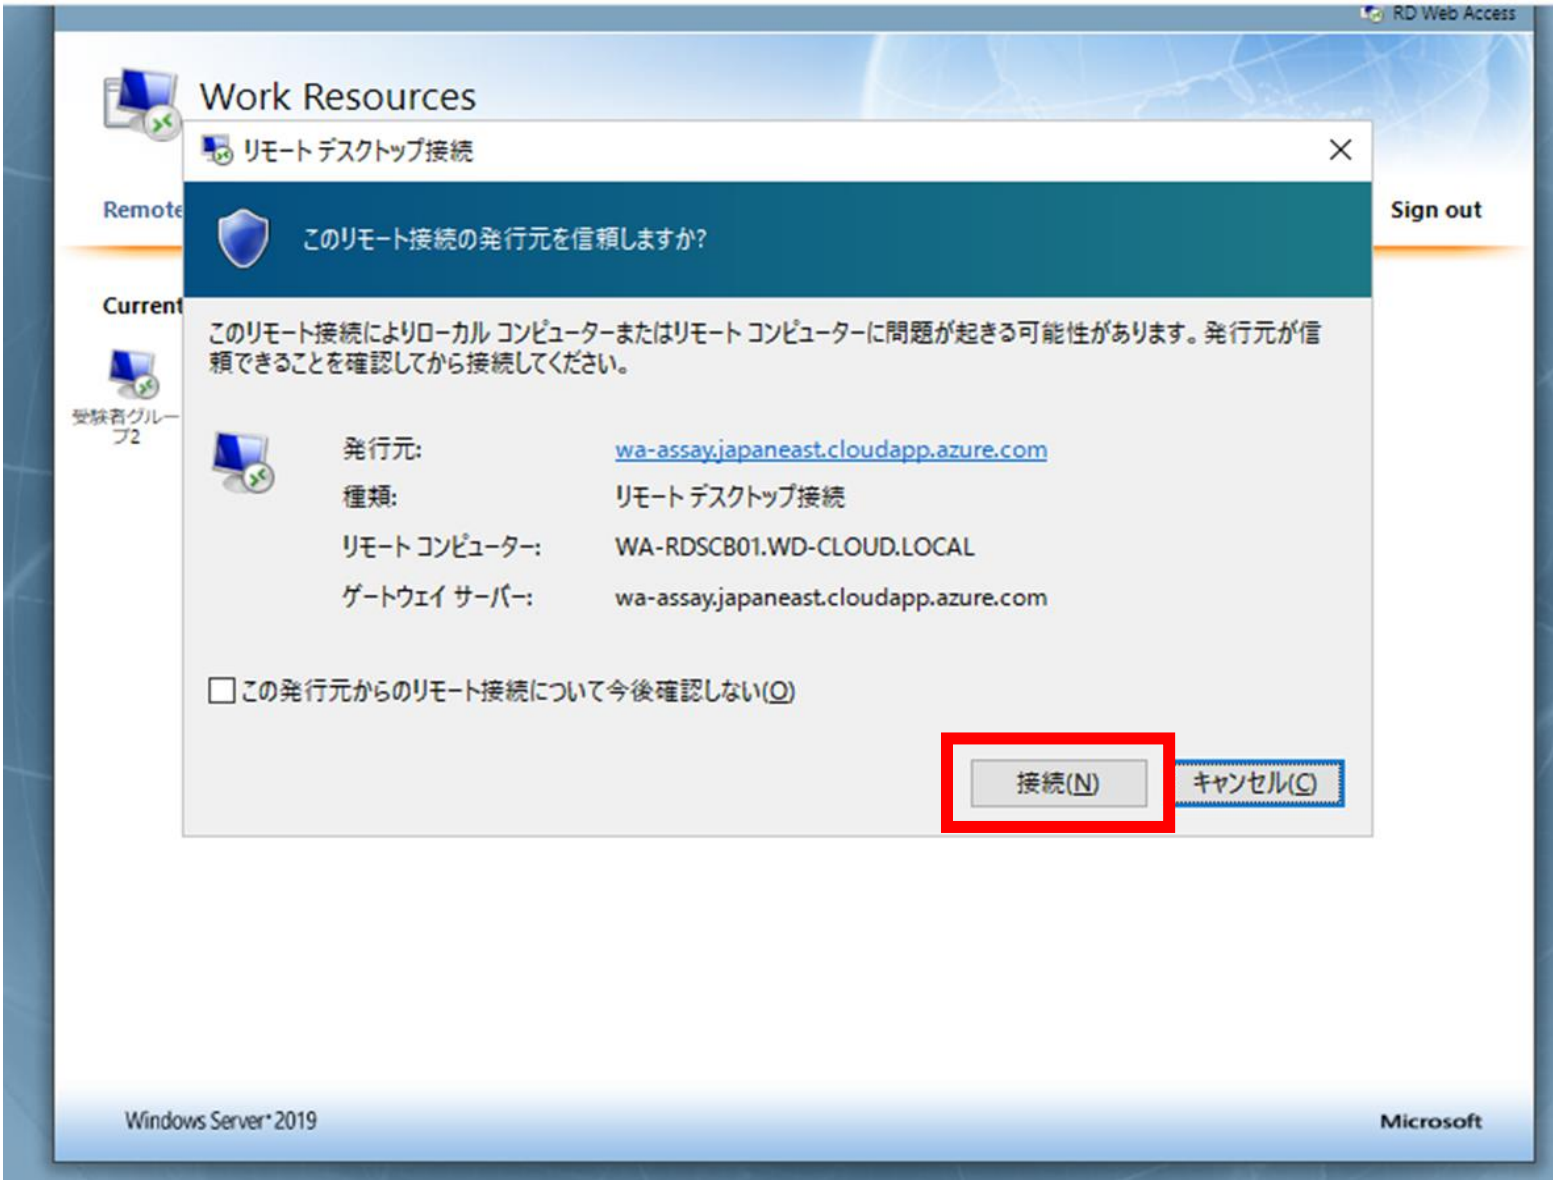 RD Web Access
Work Resources
リモート デスクトップ接続
Remote
Sign out
このリモート接続の発行元を信頼しますか?
Current
このリモート接続によりローカル コンピューターまたはリモート コンピューターに問題が起きる可能性があります。発行元が信
頼できることを確認してから接続してください。
受験者グルー
プ2
発行元: wa-assay.japaneast.cloudapp.azure.com
種類: リモート デスクトップ接続
リモート コンピューター: WA-RDSCB01.WD-CLOUD.LOCAL
ゲートウェイ サーバー: wa-assay.japaneast.cloudapp.azure.com
この発行元からのリモート接続について今後確認しない(O)
接続(N) キャンセル(C)
Windows Server 2019
Microsoft